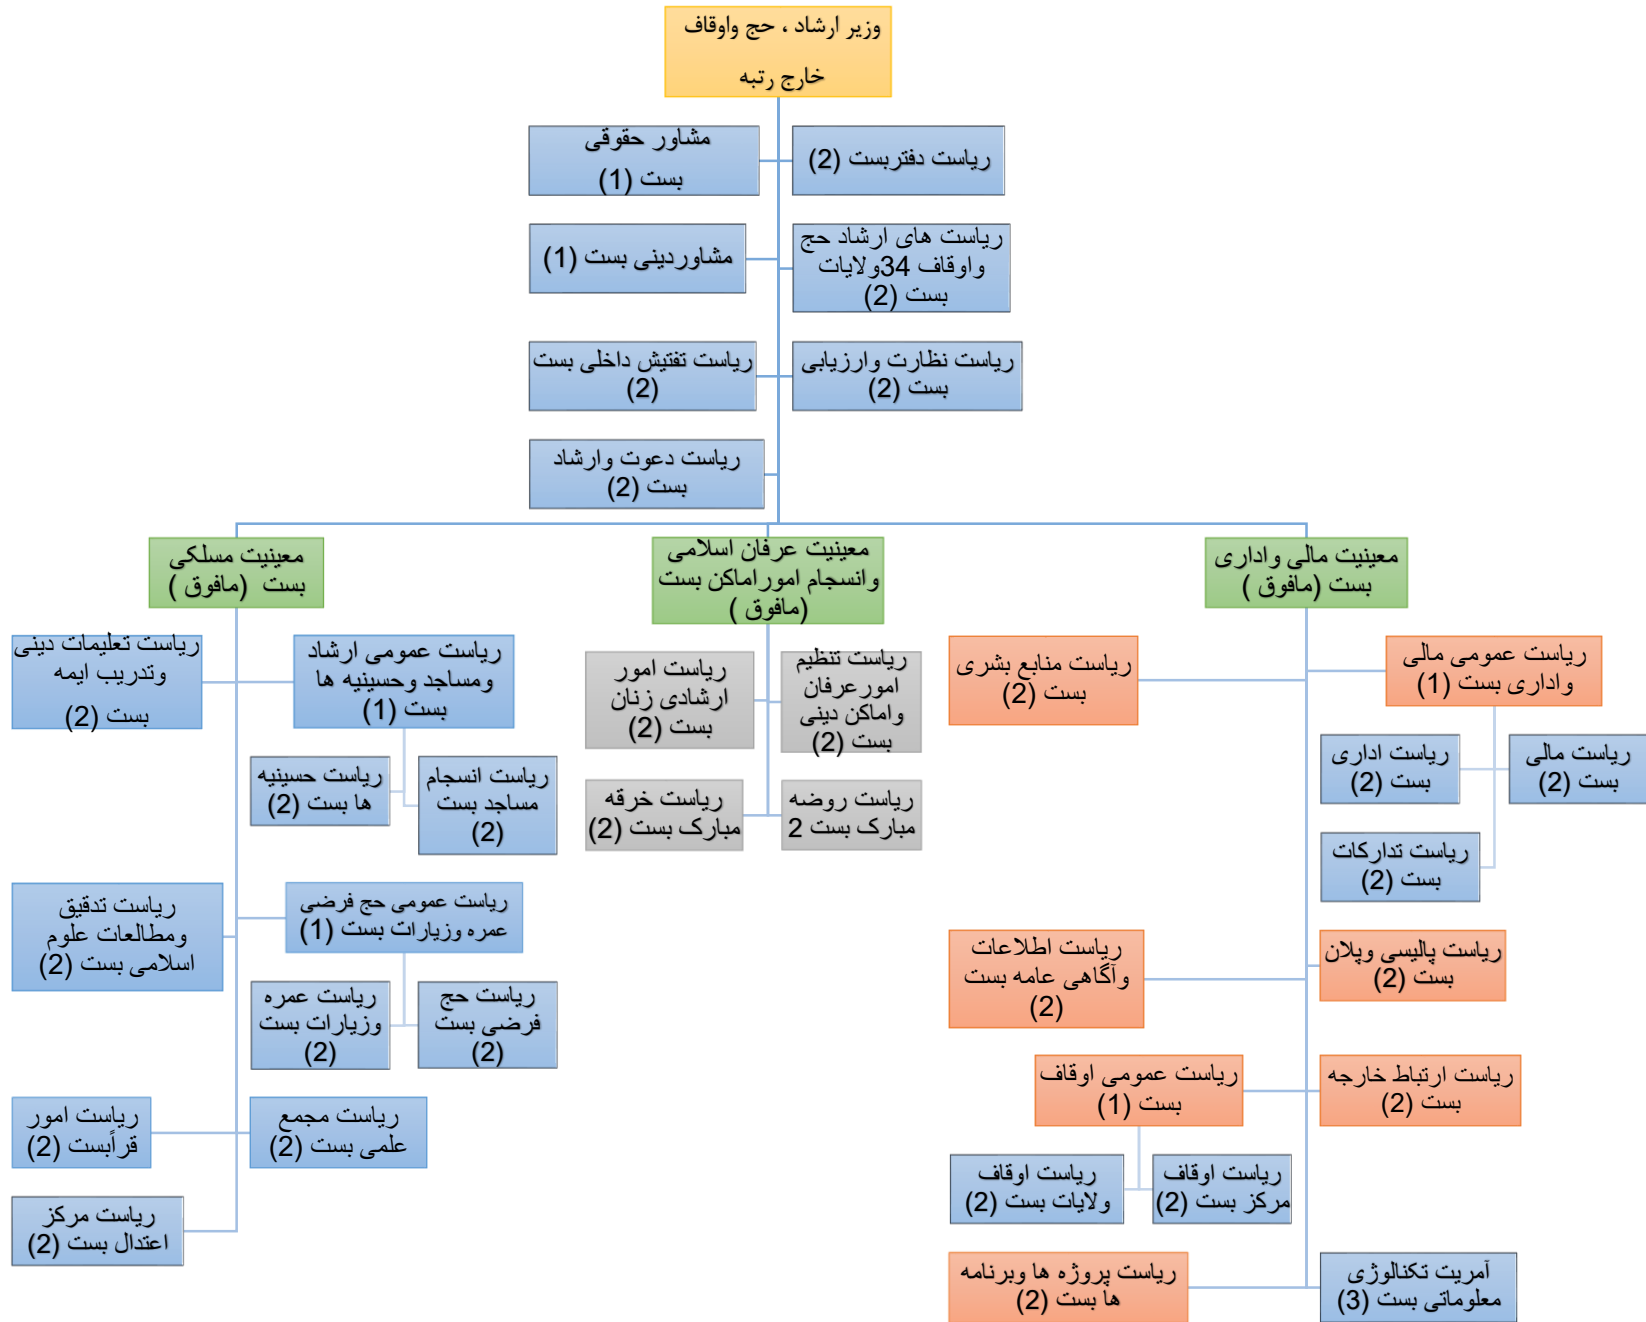 وزیر ارشاد ، حج واوقاف
خارج رتبه
ریاست دفتربست (2)
مشاور حقوقی
بست (1)
ریاست های ارشاد حج
واوقاف 34ولایات
بست (2)
مشاوردینی بست (1)
ریاست نظارت وارزیابی
بست (2)
ریاست تفتیش داخلی بست
(2)
ریاست دعوت وارشاد
بست (2)
معینیت مالی واداری
بست (مافوق )
معینیت عرفان اسلامی
وانسجام اموراماکن بست
(مافوق )
معینیت مسلکی
بست (مافوق )
ریاست عمومی مالی
واداری بست (1)
ریاست منابع بشری
بست (2)
ریاست مالی
بست (2)
ریاست اداری
بست (2)
ریاست تدارکات
بست (2)
ریاست پالیسی وپلان
بست (2)
ریاست اطلاعات
وآگاهی عامه بست
(2)
ریاست ارتباط خارجه
بست (2)
ریاست عمومی اوقاف
بست (1)
ریاست اوقاف
مرکز بست (2)
ریاست اوقاف
ولایات بست (2)
آمریت تکنالوژی
معلوماتی بست (3)
ریاست پروژه ها وبرنامه
ها بست (2)
ریاست تنظیم
امورعرفان
واماکن دینی
بست (2)
ریاست امور
ارشادی زنان
بست (2)
ریاست روضه
مبارک بست 2
ریاست خرقه
مبارک بست (2)
ریاست عمومی ارشاد
ومساجد وحسینیه ها
بست (1)
ریاست تعلیمات دینی
وتدریب ایمه
بست (2)
ریاست انسجام
مساجد بست
(2)
ریاست حسینیه
ها بست (2)
ریاست عمومی حج فرضی
عمره وزیارات بست (1)
ریاست تدقیق
ومطالعات علوم
اسلامی بست (2)
ریاست حج
فرضی بست
(2)
ریاست عمره
وزیارات بست
(2)
ریاست مجمع
علمی بست (2)
ریاست امور
قرأبست (2)
ریاست مرکز
اعتدال بست (2)